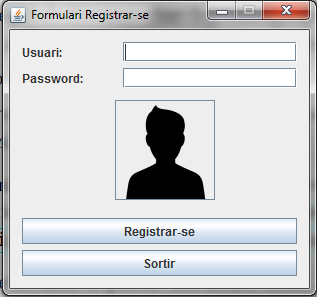 Formulari Registrar-se
Usuari:
Password:
Registrar-se
Sortir